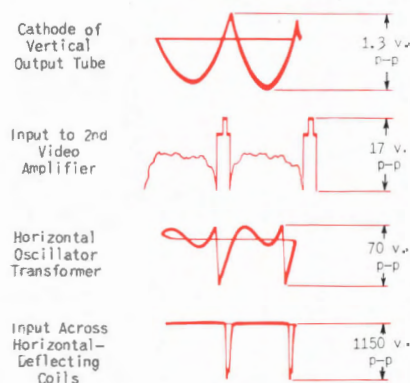 Cathode of
Vertical
Output Tube
1.3 v.
p-p
Input to 2nd
Video
Amplifier
17 v.
p-p
Horizontal
Oscillator
Transformer
70 v.
p-p
Input Across
Horizontal-
Deflecting
Coils
1150 v.
p-p